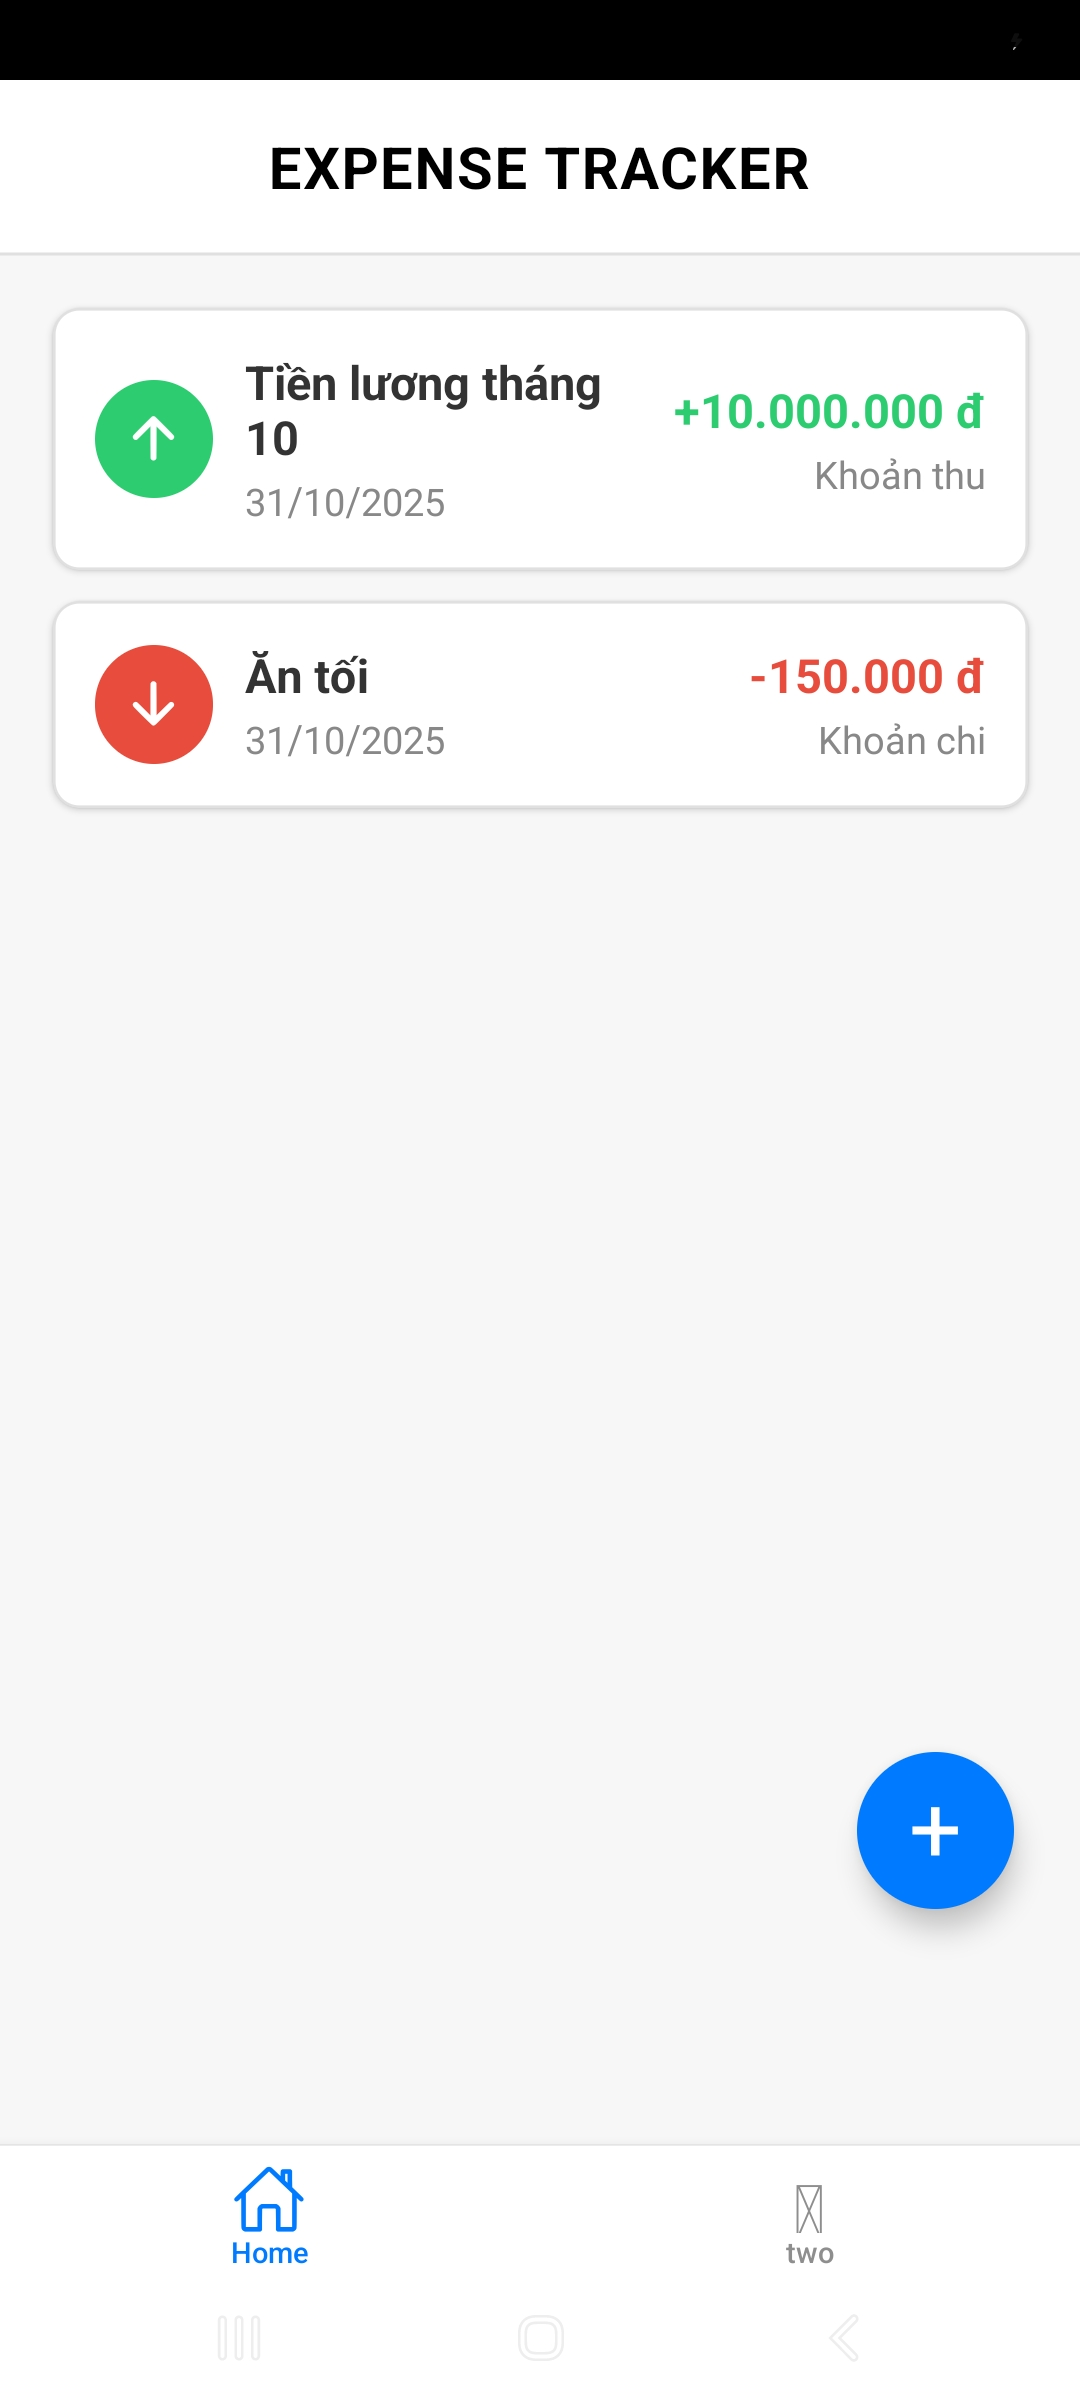 EXPENSE TRACKER
Tiền lương tháng
10
31/10/2025
+10.000.000 đ
Khoản thu
Ăn tối
31/10/2025
-150.000 đ
Khoản chi
Home
two